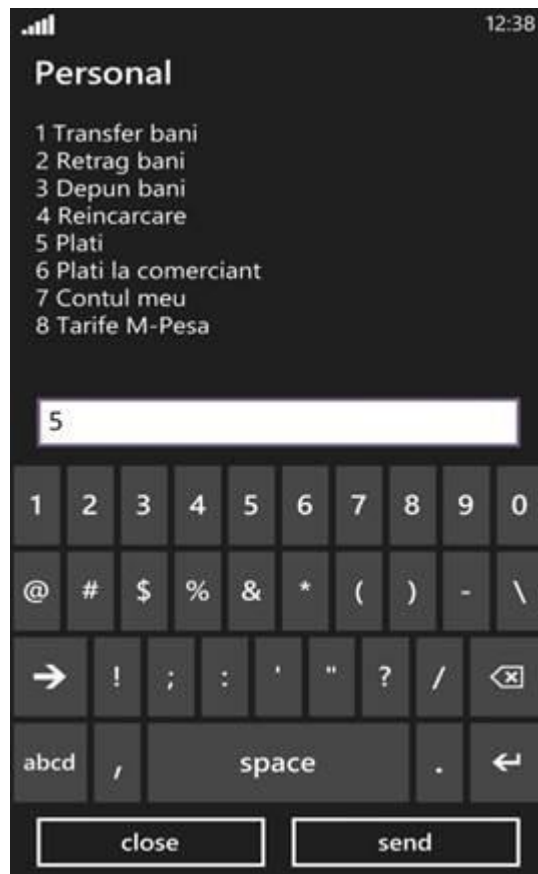 12:38
Personal
1 Transfer bani
2 Retrag bani
3 Depun bani
4 Reincarcare
5 Plati
6 Plati la comerciant
7 Contul meu
8 Tarife M-Pesa
5
1 2 3 4 5 6 7 8 9 0
@ # $ % & * ( ) - \
! ; : ' " ? /
abcd , space .
close send